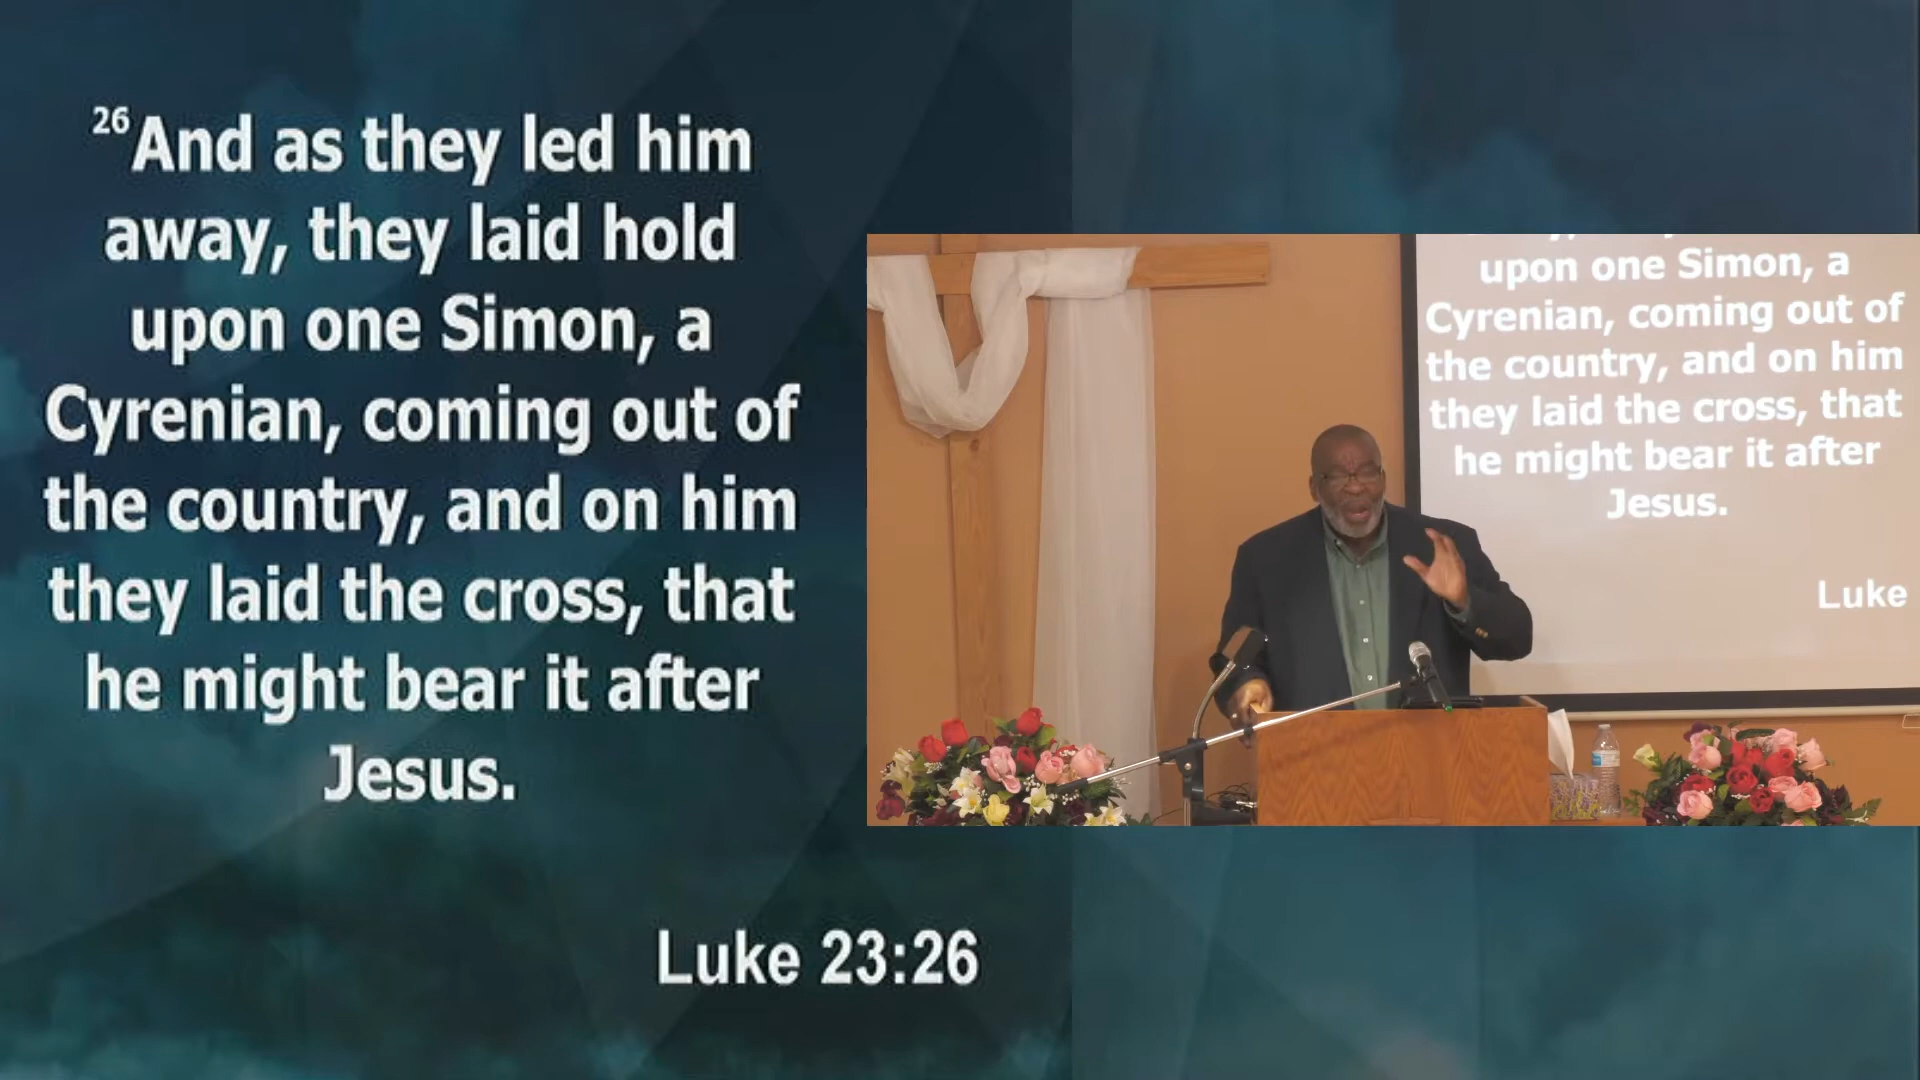 26And as they led him
away, they laid hold
upon one Simon, a
Cyrenian, coming out of
the country, and on him
they laid the cross, that
he might bear it after
Jesus.
Luke 23:26
upon one Simon, a
Cyrenian, coming out of
the country, and on him
they laid the cross, that
he might bear it after
Jesus.
Luke